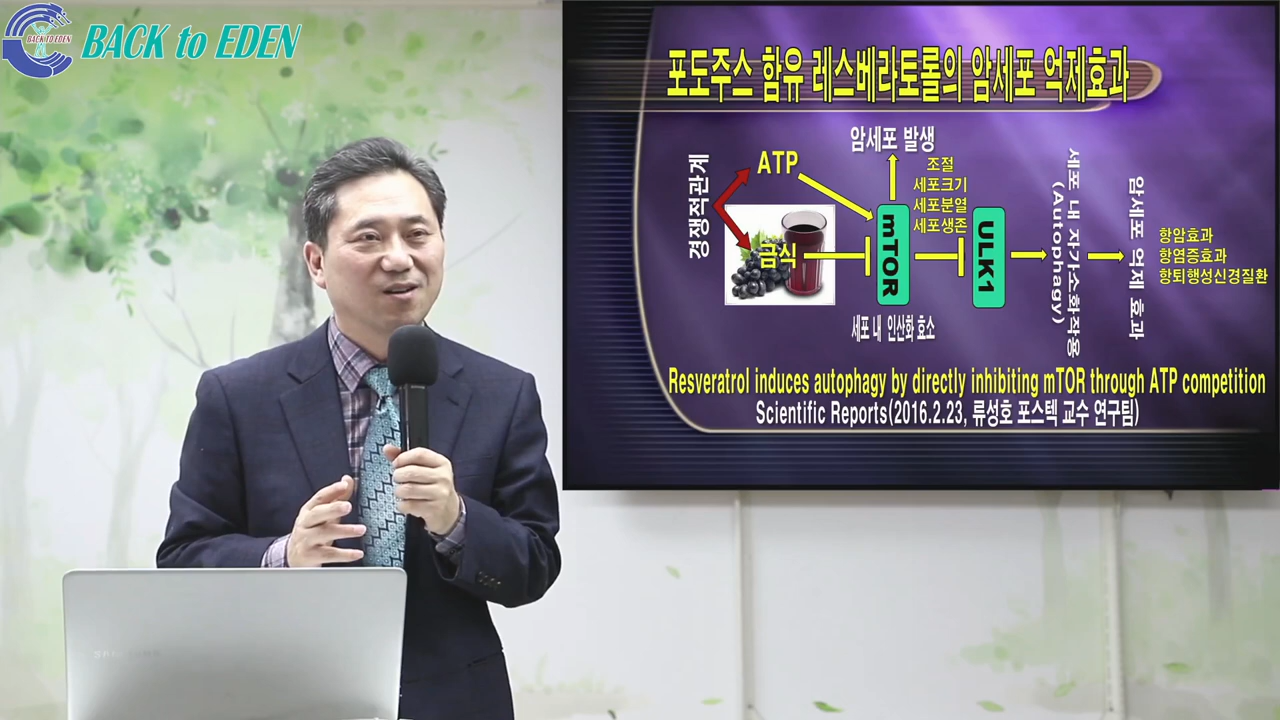 BACK TO EDEN
BACK to EDEN
포도주스 함유 레스베라토롤의 암세포 억제효과
암세포 발생
경쟁적관계
ATP
금식
조절
세포크기
세포분열
세포생존
mTOR
ULK1
세포 내 자가소화작용
(Autophagy)
암세포 억제 효과
항암효과
항염증효과
항퇴행성신경질환
세포 내 인산화 효소
Resveratrol induces autophagy by directly inhibiting mTOR through ATP competition
Scientific Reports(2016.2.23, 류성호 포스텍 교수 연구팀)